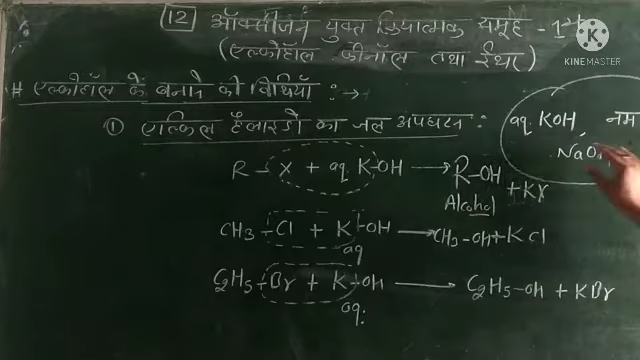 12 ऑक्सीजन युक्त क्रियात्मक समूह - 1
(एल्कोहॉल फीनॉल तथा ईथर)
KINEMASTER
# एल्कोहॉल के बनाने की विधियाँ :→
① एल्किल हैलाइडो का जल अपघटन :
aq. KOH, नम
R - X + aq. K-OH → R-OH + KX
Alcohol
CH3-Cl + K-OH → CH3-OH + KCl
aq
C2H5-Br + K-OH → C2H5-OH + KBr
aq.